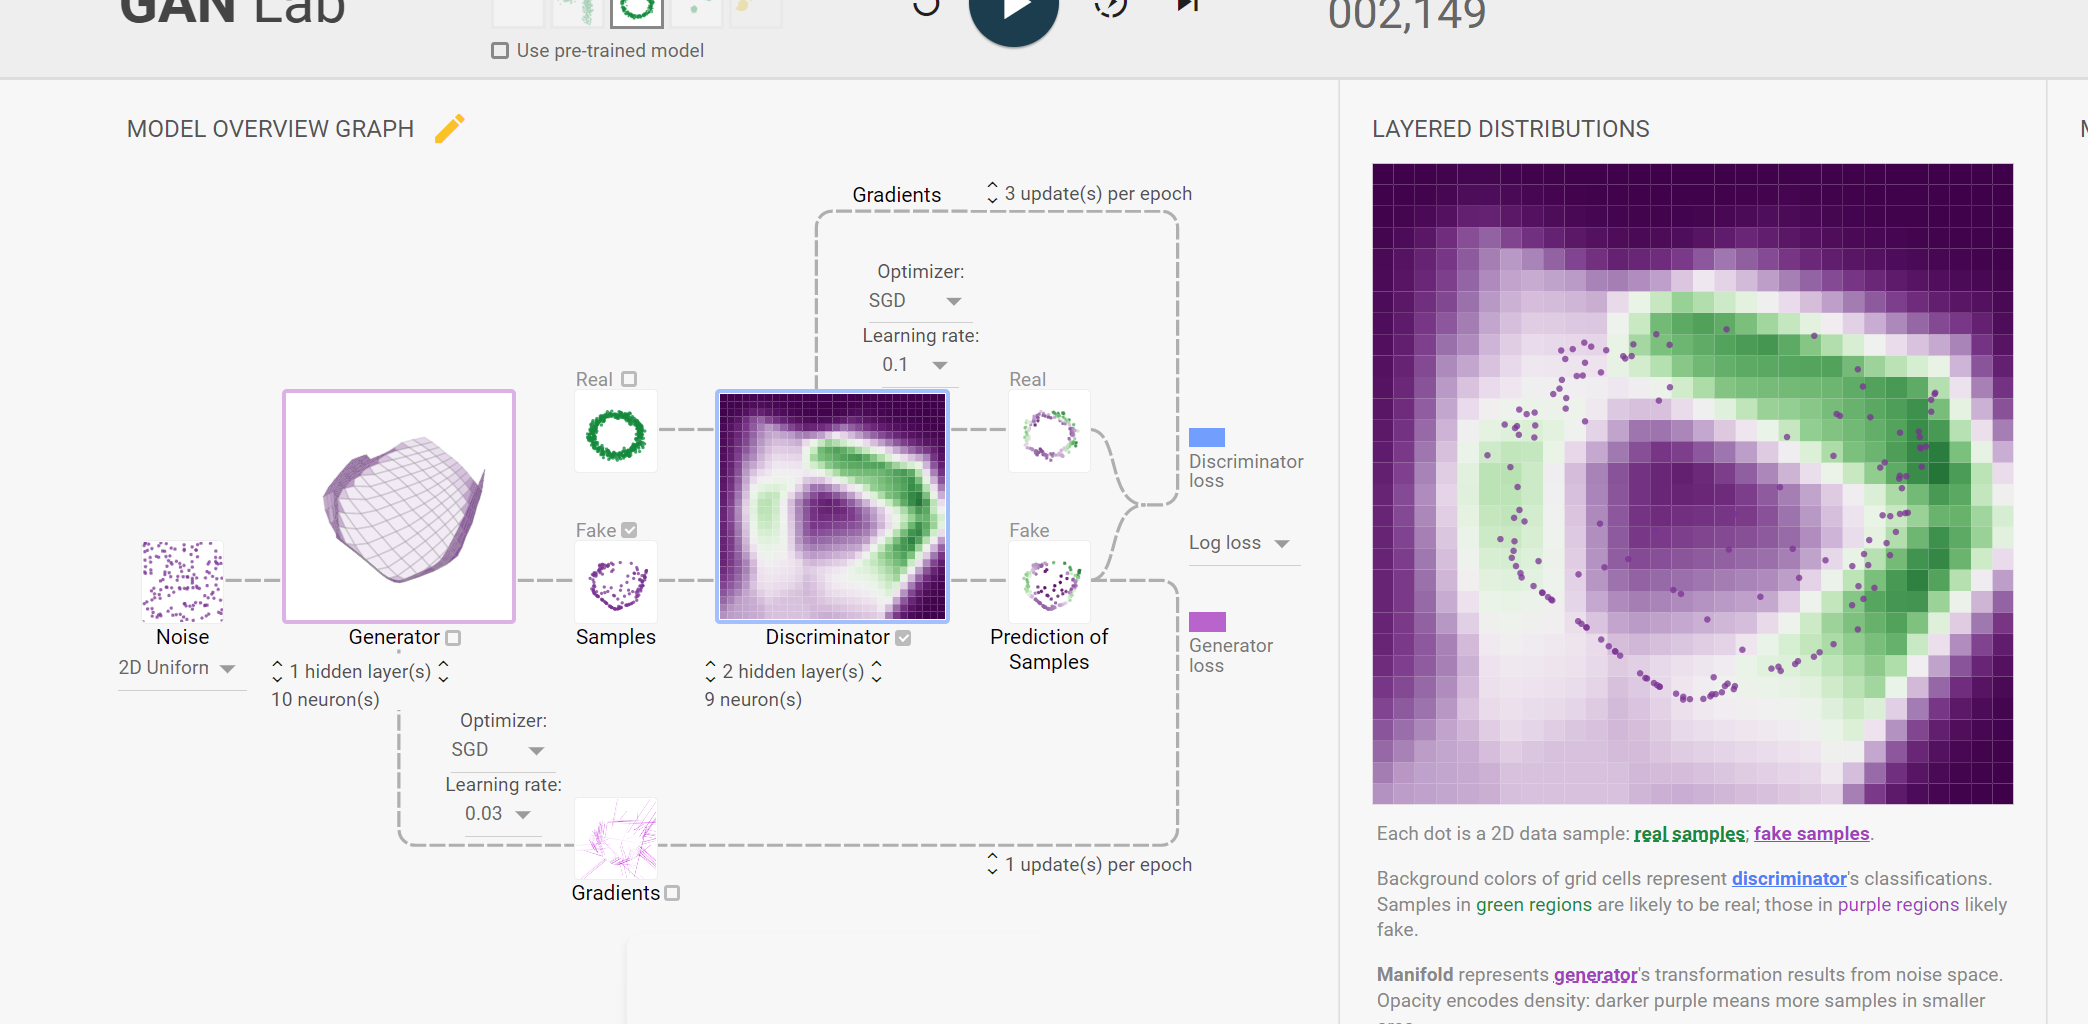 GAN Lab
Use pre-trained model
002,149
MODEL OVERVIEW GRAPH
Gradients
3 update(s) per epoch
Optimizer:
SGD
Learning rate:
0.1
Real
Real
Discriminator
loss
Fake
Fake
Log loss
Noise
Generator
Samples
Discriminator
Prediction of
Samples
Generator
loss
2D Uniforn
1 hidden layer(s)
10 neuron(s)
2 hidden layer(s)
9 neuron(s)
Optimizer:
SGD
Learning rate:
0.03
1 update(s) per epoch
Gradients
LAYERED DISTRIBUTIONS
Each dot is a 2D data sample: real samples; fake samples.
Background colors of grid cells represent discriminator's classifications.
Samples in green regions are likely to be real; those in purple regions likely
fake.
Manifold represents generator's transformation results from noise space.
Opacity encodes density: darker purple means more samples in smaller